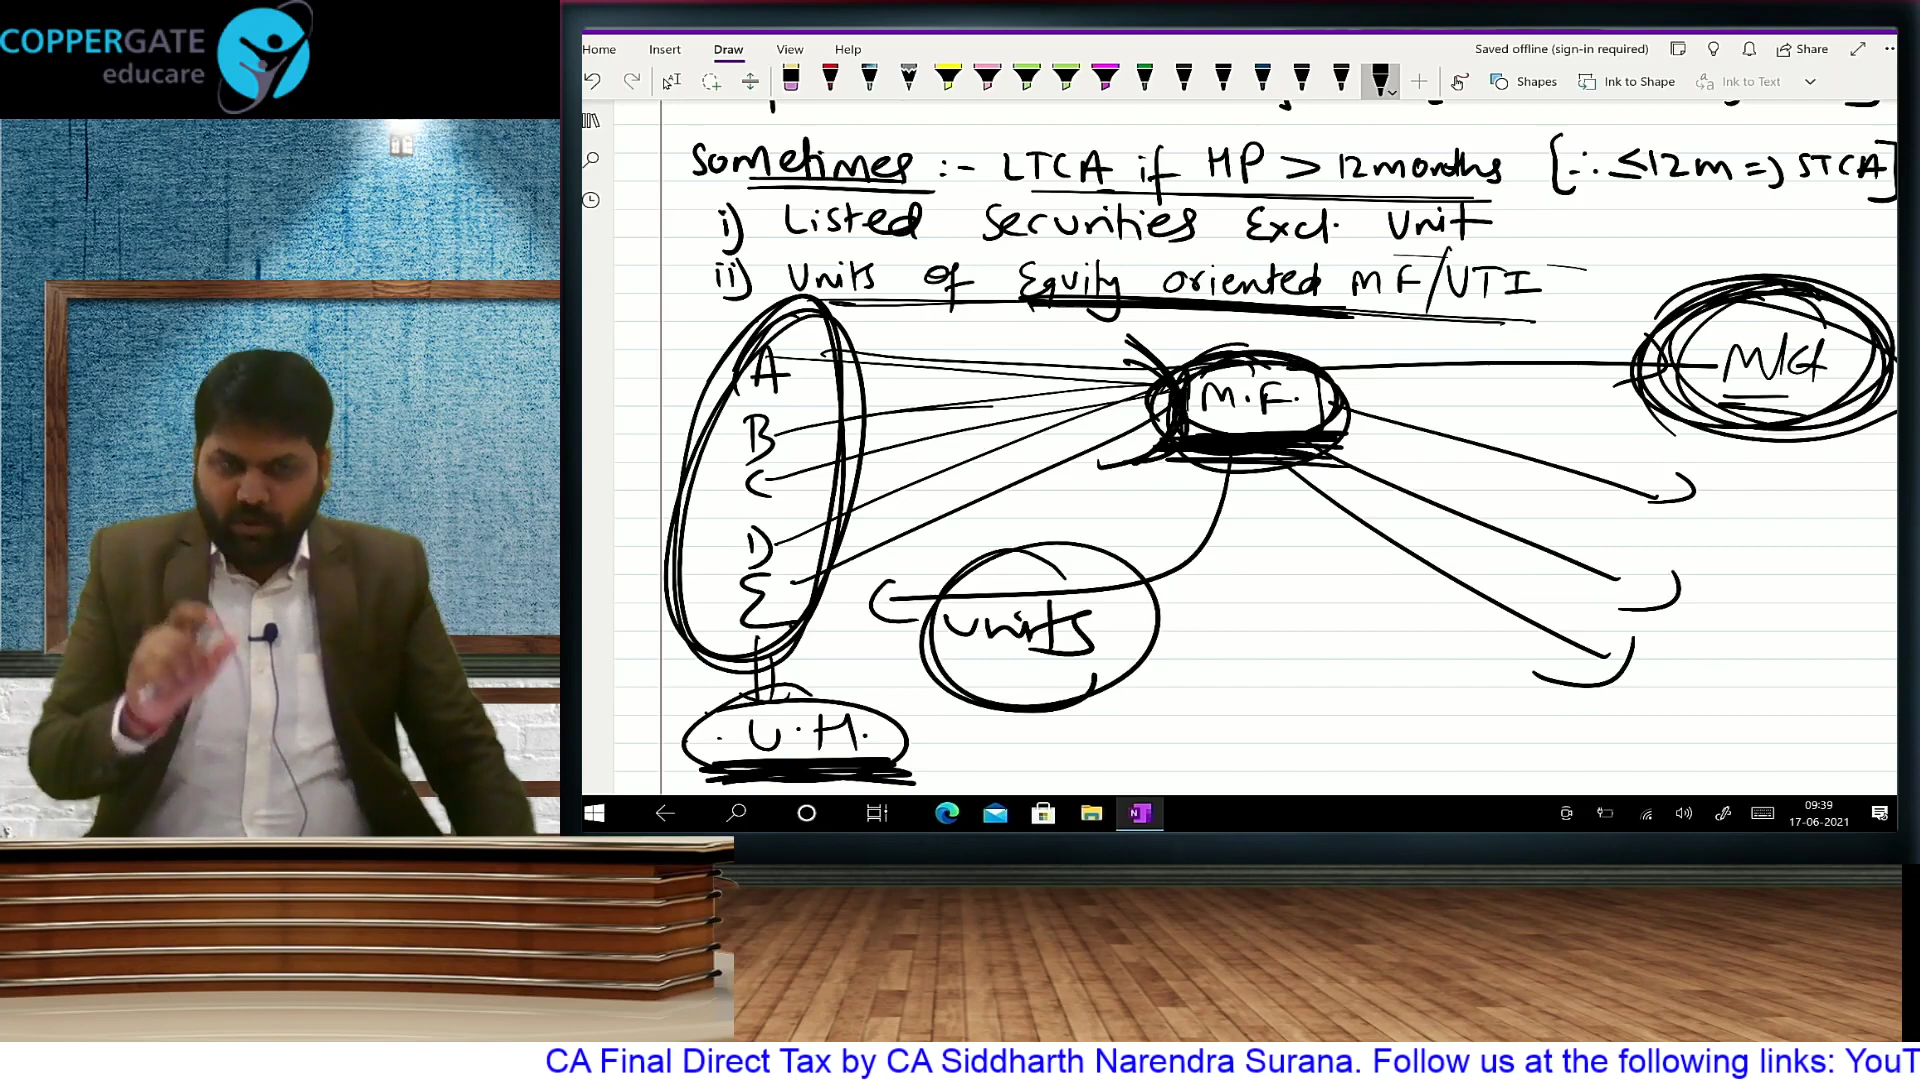 COPPERGATE
educare
Home Insert Draw View Help
Saved offline (sign-in required) Share
Shapes Ink to Shape Ink to Text
Sometimes :- LTCA if HP > 12 months [∴ ≤12m => STCA]
i) Listed Securities Excl. Unit
ii) Units of Equity oriented MF/UTI
A
B
C
D
E
M.F.
Units
U.H.
09:39
17-06-2021
CA Final Direct Tax by CA Siddharth Narendra Surana. Follow us at the following links: YouT